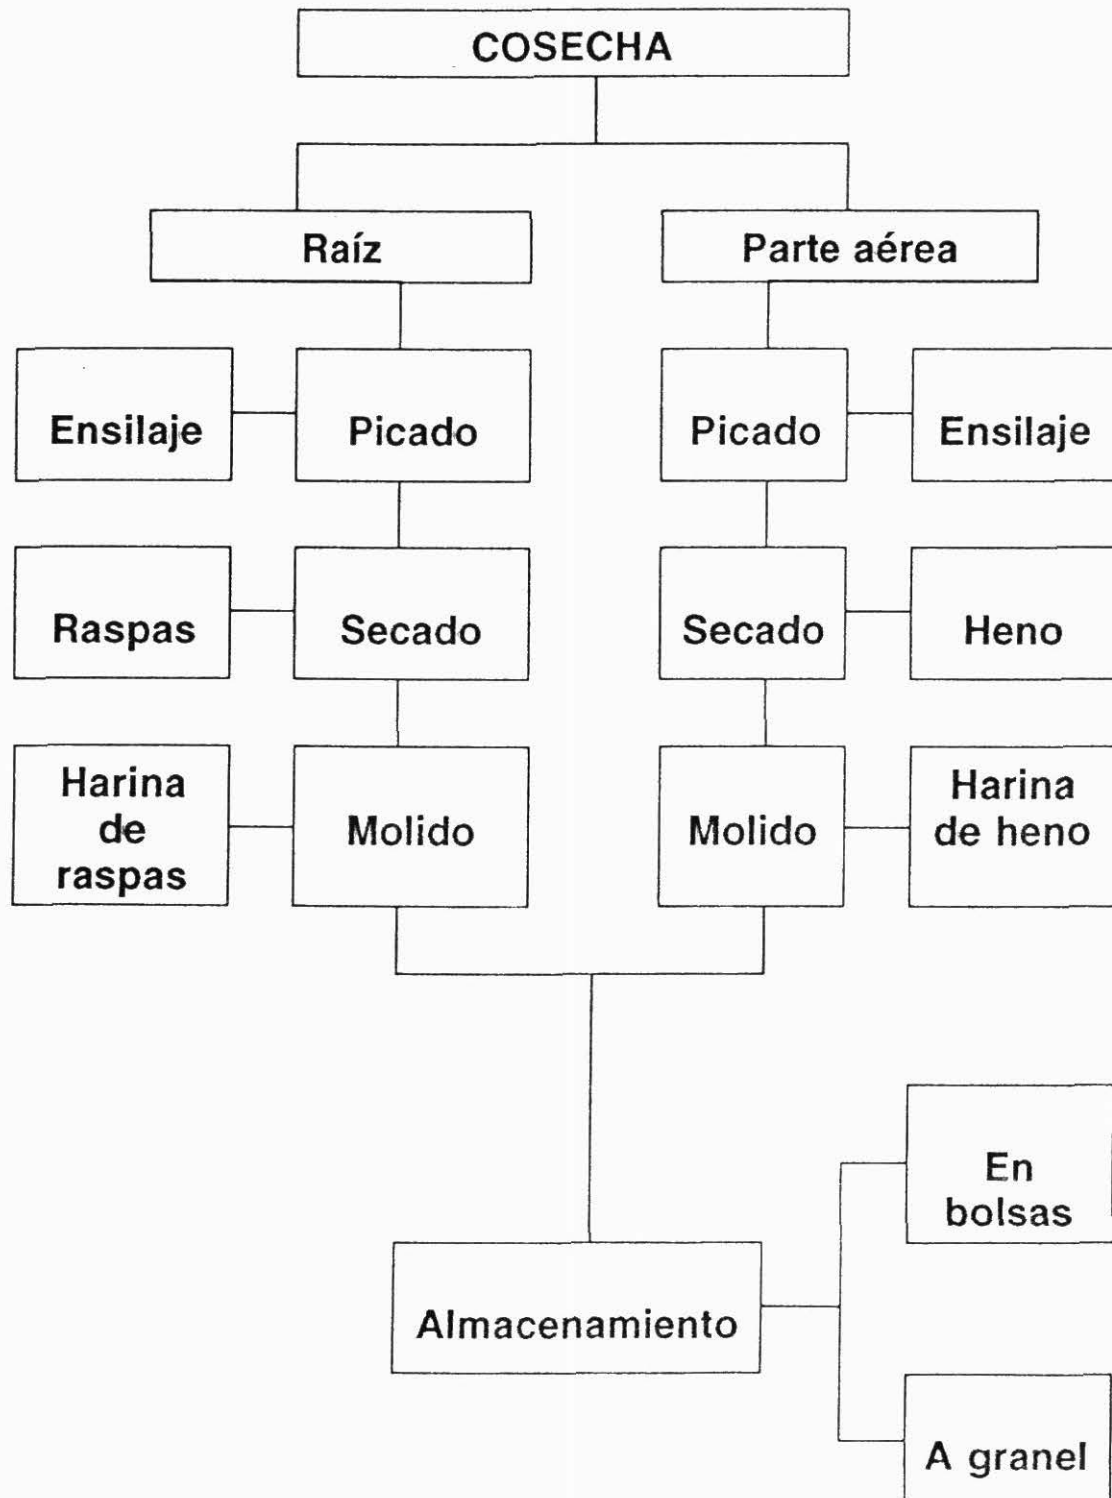 COSECHA
Raíz
Parte aérea
Ensilaje
Picado
Picado
Ensilaje
Raspas
Secado
Secado
Heno
Harina
de
raspas
Molido
Molido
Harina
de heno
En
bolsas
Almacenamiento
A granel